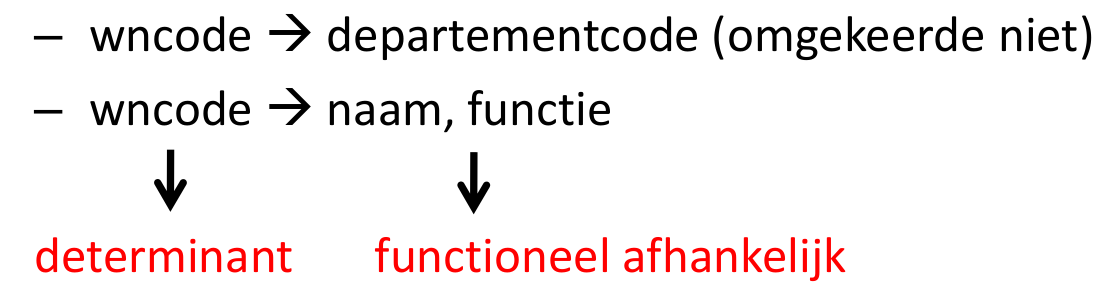 – wncode → departementcode (omgekeerde niet)
– wncode → naam, functie
determinant functioneel afhankelijk